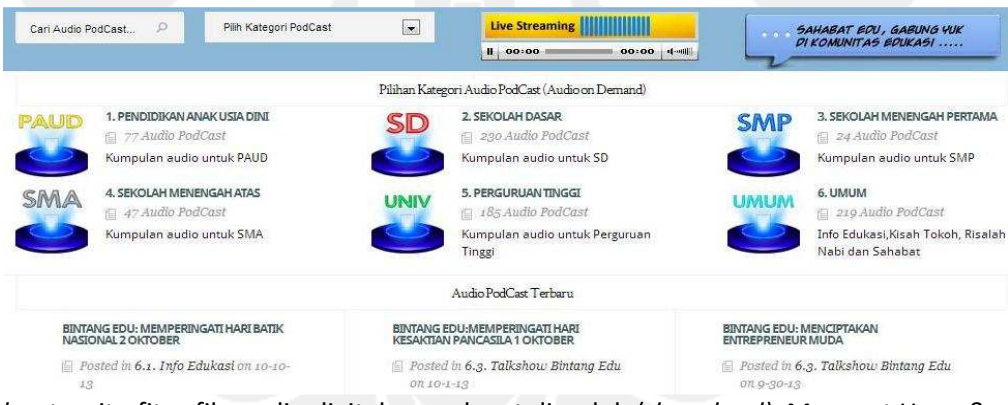 Cari Audio PodCast...
Pilih Kategori PodCast
Live Streaming
00:00 00:00
SAHABAT EDU, GABUNG YUK
DI KOMUNITAS EDUKASI .....
Pilihan Kategori Audio PodCast (Audio on Demand)
PAUD
1. PENDIDIKAN ANAK USIA DINI
77 Audio PodCast
Kumpulan audio untuk PAUD
SD
2. SEKOLAH DASAR
230 Audio PodCast
Kumpulan audio untuk SD
SMP
3. SEKOLAH MENENGAH PERTAMA
24 Audio PodCast
Kumpulan audio untuk SMP
SMA
4. SEKOLAH MENENGAH ATAS
47 Audio PodCast
Kumpulan audio untuk SMA
UNIV
5. PERGURUAN TINGGI
185 Audio PodCast
Kumpulan audio untuk Perguruan
Tinggi
UMUM
6. UMUM
219 Audio PodCast
Info Edukasi,Kisah Tokoh, Risalah
Nabi dan Sahabat
Audio PodCast Terbaru
BINTANG EDU: MEMPERINGATI HARI BATIK
NASIONAL 2 OKTOBER
Posted in 6.1. Info Edukasi on 10-10-
13
BINTANG EDU:MEMPERINGATI HARI
KESAKTIAN PANCASILA 1 OKTOBER
Posted in 6.3. Talkshow Bintang Edu
on 10-1-13
BINTANG EDU: MENCIPTAKAN
ENTREPRENEUR MUDA
Posted in 6.3. Talkshow Bintang Edu
on 9-30-13